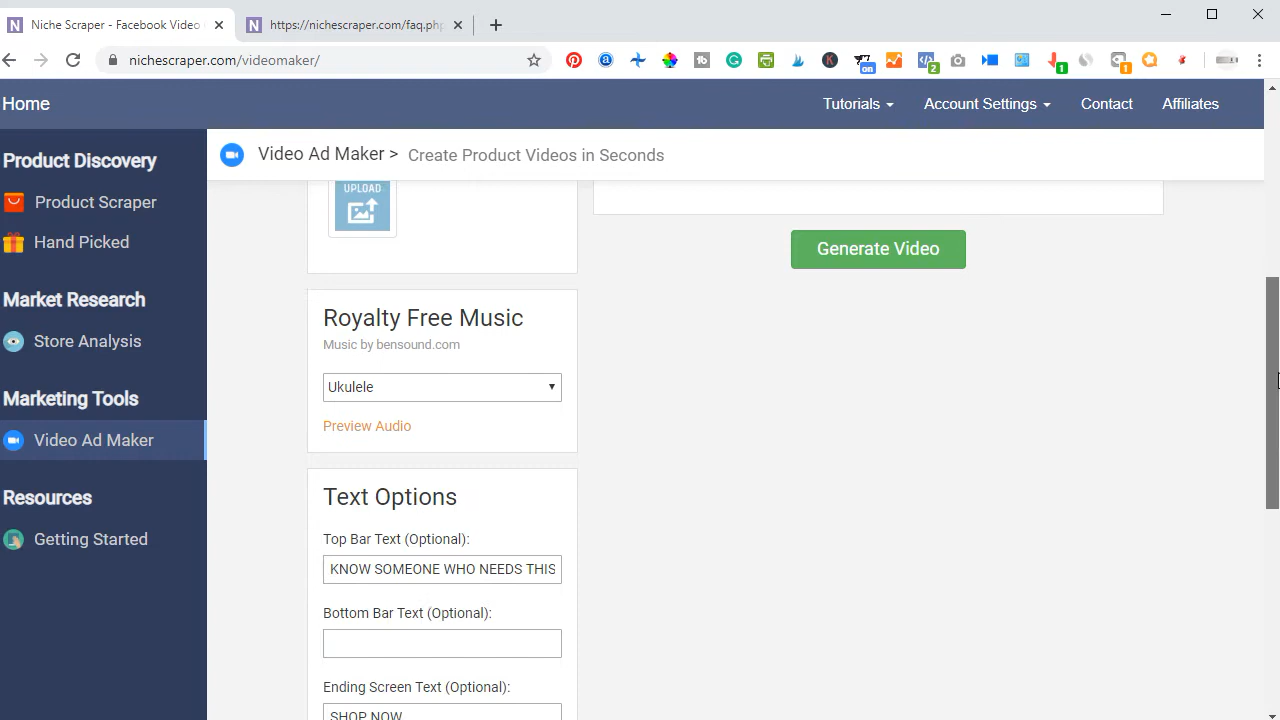 Niche Scraper - Facebook Video
https://nichescraper.com/faq.php
nichescraper.com/videomaker/
on
2
1
1
Home
Tutorials
Account Settings
Contact
Affiliates
Product Discovery
Product Scraper
Hand Picked
Market Research
Store Analysis
Marketing Tools
Video Ad Maker
Resources
Getting Started
Video Ad Maker > Create Product Videos in Seconds
UPLOAD
Generate Video
Royalty Free Music
Music by bensound.com
Ukulele
Preview Audio
Text Options
Top Bar Text (Optional):
KNOW SOMEONE WHO NEEDS THIS
Bottom Bar Text (Optional):
Ending Screen Text (Optional):
SHOP NOW